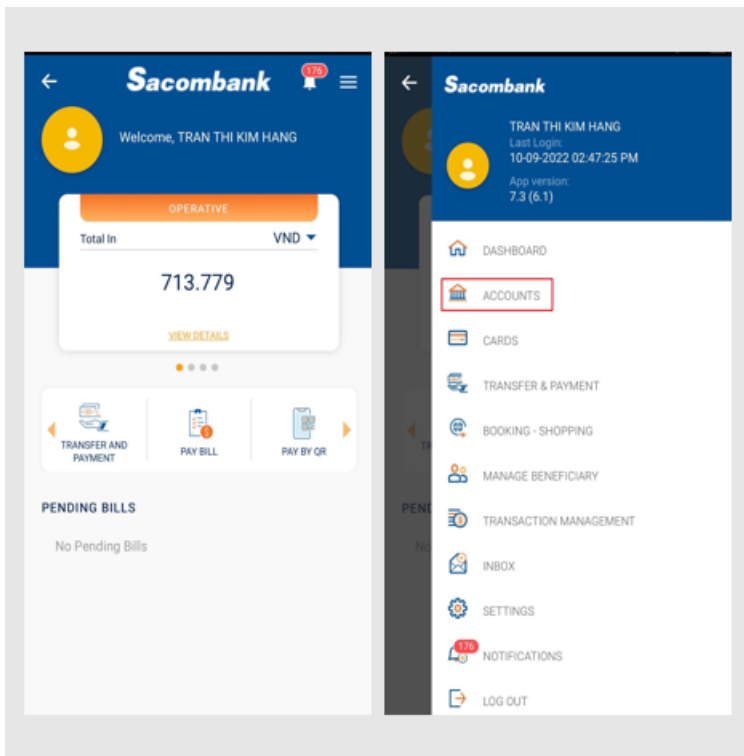 Sacombank
176
Welcome, TRAN THI KIM HANG
OPERATIVE
Total In VND
713.779
VIEW DETAILS
TRANSFER AND
PAYMENT
PAY BILL
PAY BY QR
PENDING BILLS
No Pending Bills
Sacombank
TRAN THI KIM HANG
Last Login:
10-09-2022 02:47:25 PM
App version:
7.3 (6.1)
DASHBOARD
ACCOUNTS
CARDS
TRANSFER & PAYMENT
BOOKING - SHOPPING
MANAGE BENEFICIARY
TRANSACTION MANAGEMENT
INBOX
SETTINGS
176
NOTIFICATIONS
LOG OUT
TR
PEND
No